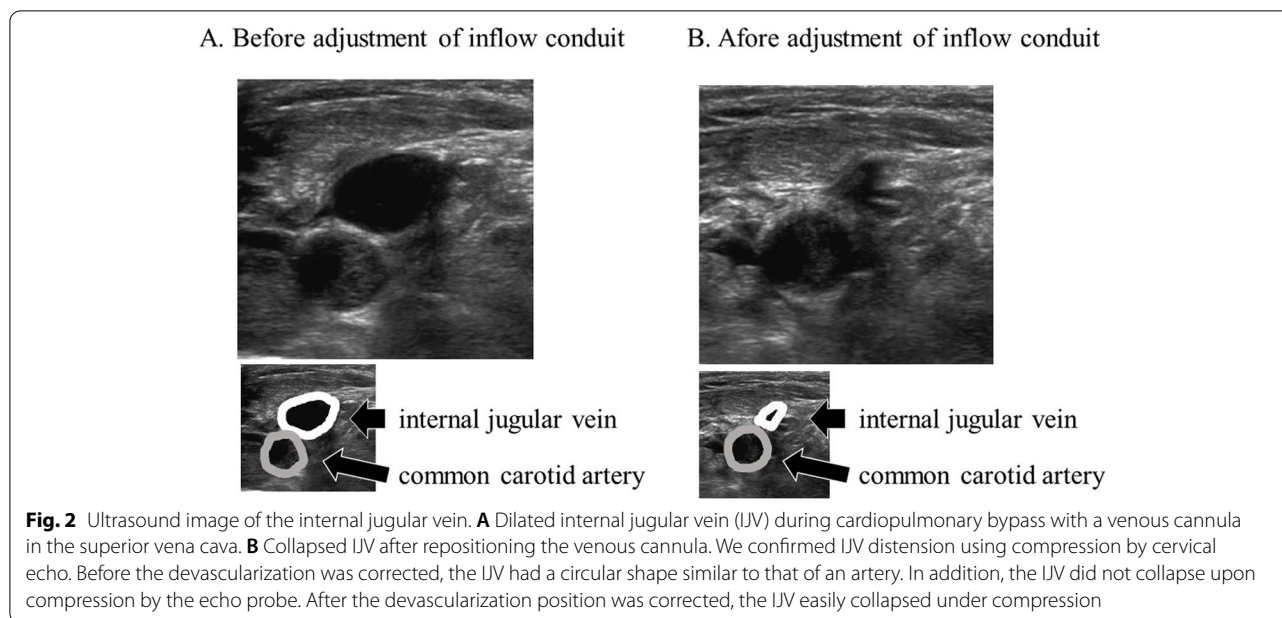 A. Before adjustment of inflow conduit
B. Afore adjustment of inflow conduit
internal jugular vein
common carotid artery
internal jugular vein
common carotid artery
Fig. 2 Ultrasound image of the internal jugular vein. A Dilated internal jugular vein (IJV) during cardiopulmonary bypass with a venous cannula
in the superior vena cava. B Collapsed IJV after repositioning the venous cannula. We confirmed IJV distension using compression by cervical
echo. Before the devascularization was corrected, the IJV had a circular shape similar to that of an artery. In addition, the IJV did not collapse upon
compression by the echo probe. After the devascularization position was corrected, the IJV easily collapsed under compression